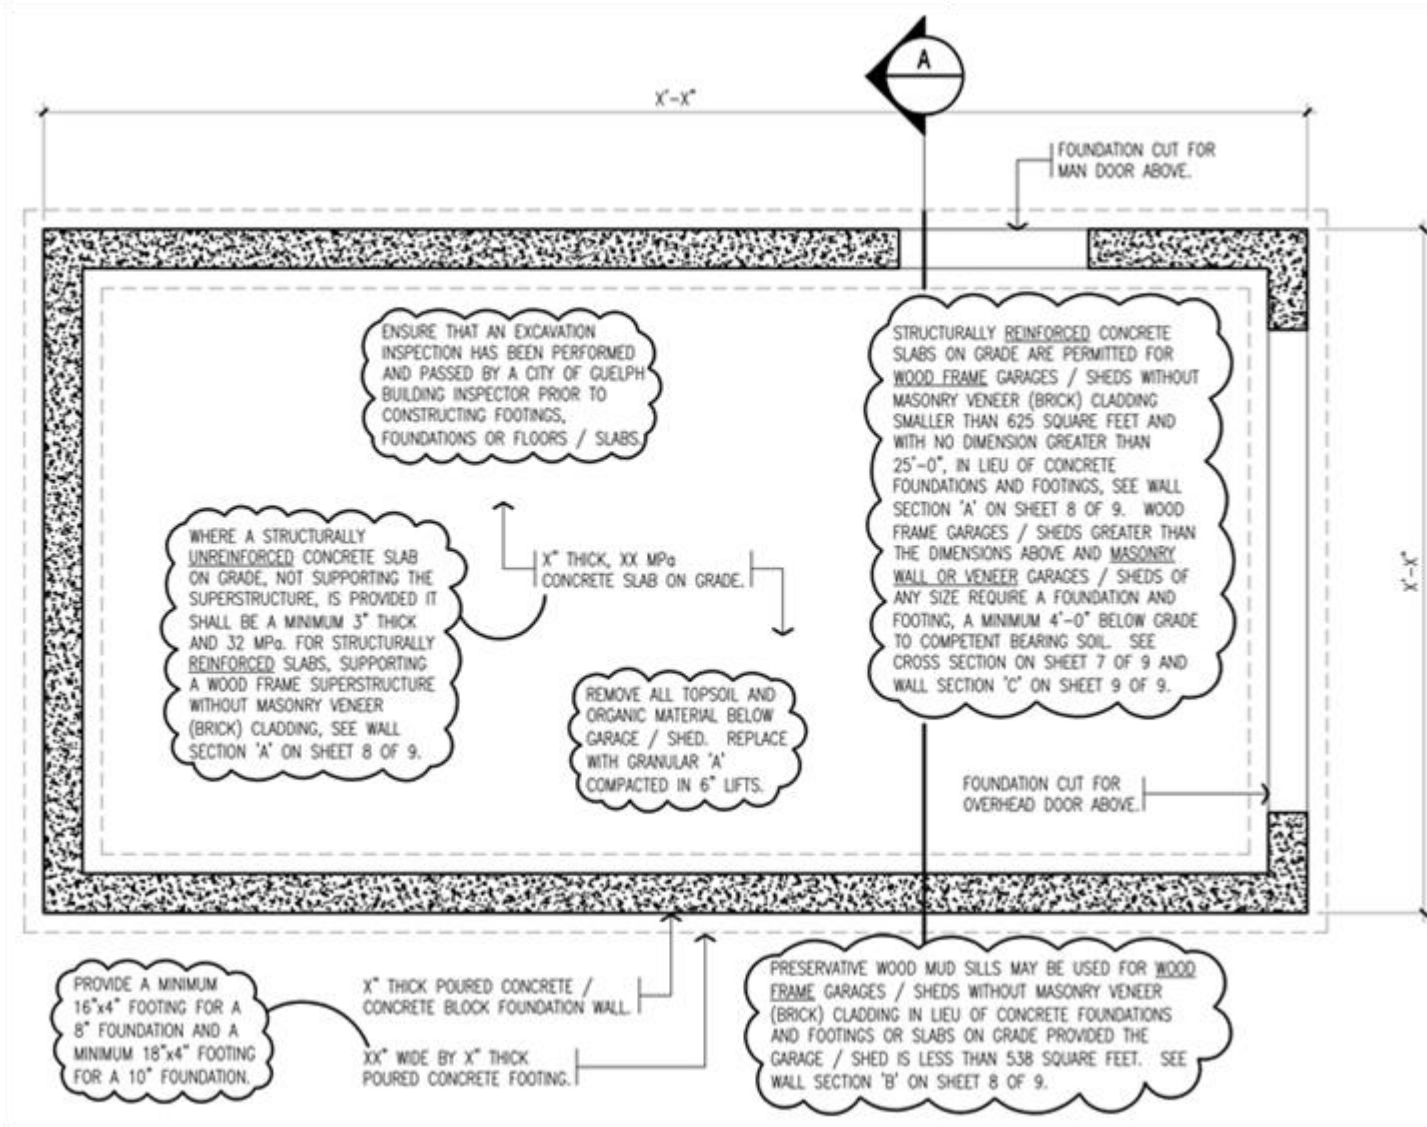 A
X'-X"
FOUNDATION CUT FOR
MAN DOOR ABOVE.
ENSURE THAT AN EXCAVATION
INSPECTION HAS BEEN PERFORMED
AND PASSED BY A CITY OF GUELPH
BUILDING INSPECTOR PRIOR TO
CONSTRUCTING FOOTINGS,
FOUNDATIONS OR FLOORS / SLABS.
STRUCTURALLY REINFORCED CONCRETE
SLABS ON GRADE ARE PERMITTED FOR
WOOD FRAME GARAGES / SHEDS WITHOUT
MASONRY VENEER (BRICK) CLADDING
SMALLER THAN 625 SQUARE FEET AND
WITH NO DIMENSION GREATER THAN
25'-0", IN LIEU OF CONCRETE
FOUNDATIONS AND FOOTINGS, SEE WALL
SECTION 'A' ON SHEET 8 OF 9. WOOD
FRAME GARAGES / SHEDS GREATER THAN
THE DIMENSIONS ABOVE AND MASONRY
WALL OR VENEER GARAGES / SHEDS OF
ANY SIZE REQUIRE A FOUNDATION AND
FOOTING, A MINIMUM 4'-0" BELOW GRADE
TO COMPETENT BEARING SOIL. SEE
CROSS SECTION ON SHEET 7 OF 9 AND
WALL SECTION 'C' ON SHEET 9 OF 9.
WHERE A STRUCTURALLY
UNREINFORCED CONCRETE SLAB
ON GRADE, NOT SUPPORTING THE
SUPERSTRUCTURE, IS PROVIDED IT
SHALL BE A MINIMUM 3" THICK
AND 32 MPa. FOR STRUCTURALLY
REINFORCED SLABS, SUPPORTING
A WOOD FRAME SUPERSTRUCTURE
WITHOUT MASONRY VENEER
(BRICK) CLADDING, SEE WALL
SECTION 'A' ON SHEET 8 OF 9.
X" THICK, XX MPa
CONCRETE SLAB ON GRADE.
X'-X"
REMOVE ALL TOPSOIL AND
ORGANIC MATERIAL BELOW
GARAGE / SHED. REPLACE
WITH GRANULAR 'A'
COMPACTED IN 6" LIFTS.
FOUNDATION CUT FOR
OVERHEAD DOOR ABOVE.
PROVIDE A MINIMUM
16"x4" FOOTING FOR A
8" FOUNDATION AND A
MINIMUM 18"x4" FOOTING
FOR A 10" FOUNDATION.
X" THICK POURED CONCRETE /
CONCRETE BLOCK FOUNDATION WALL.
XX" WIDE BY X" THICK
POURED CONCRETE FOOTING.
PRESERVATIVE WOOD MUD SILLS MAY BE USED FOR WOOD
FRAME GARAGES / SHEDS WITHOUT MASONRY VENEER
(BRICK) CLADDING IN LIEU OF CONCRETE FOUNDATIONS
AND FOOTINGS OR SLABS ON GRADE PROVIDED THE
GARAGE / SHED IS LESS THAN 538 SQUARE FEET. SEE
WALL SECTION 'B' ON SHEET 8 OF 9.